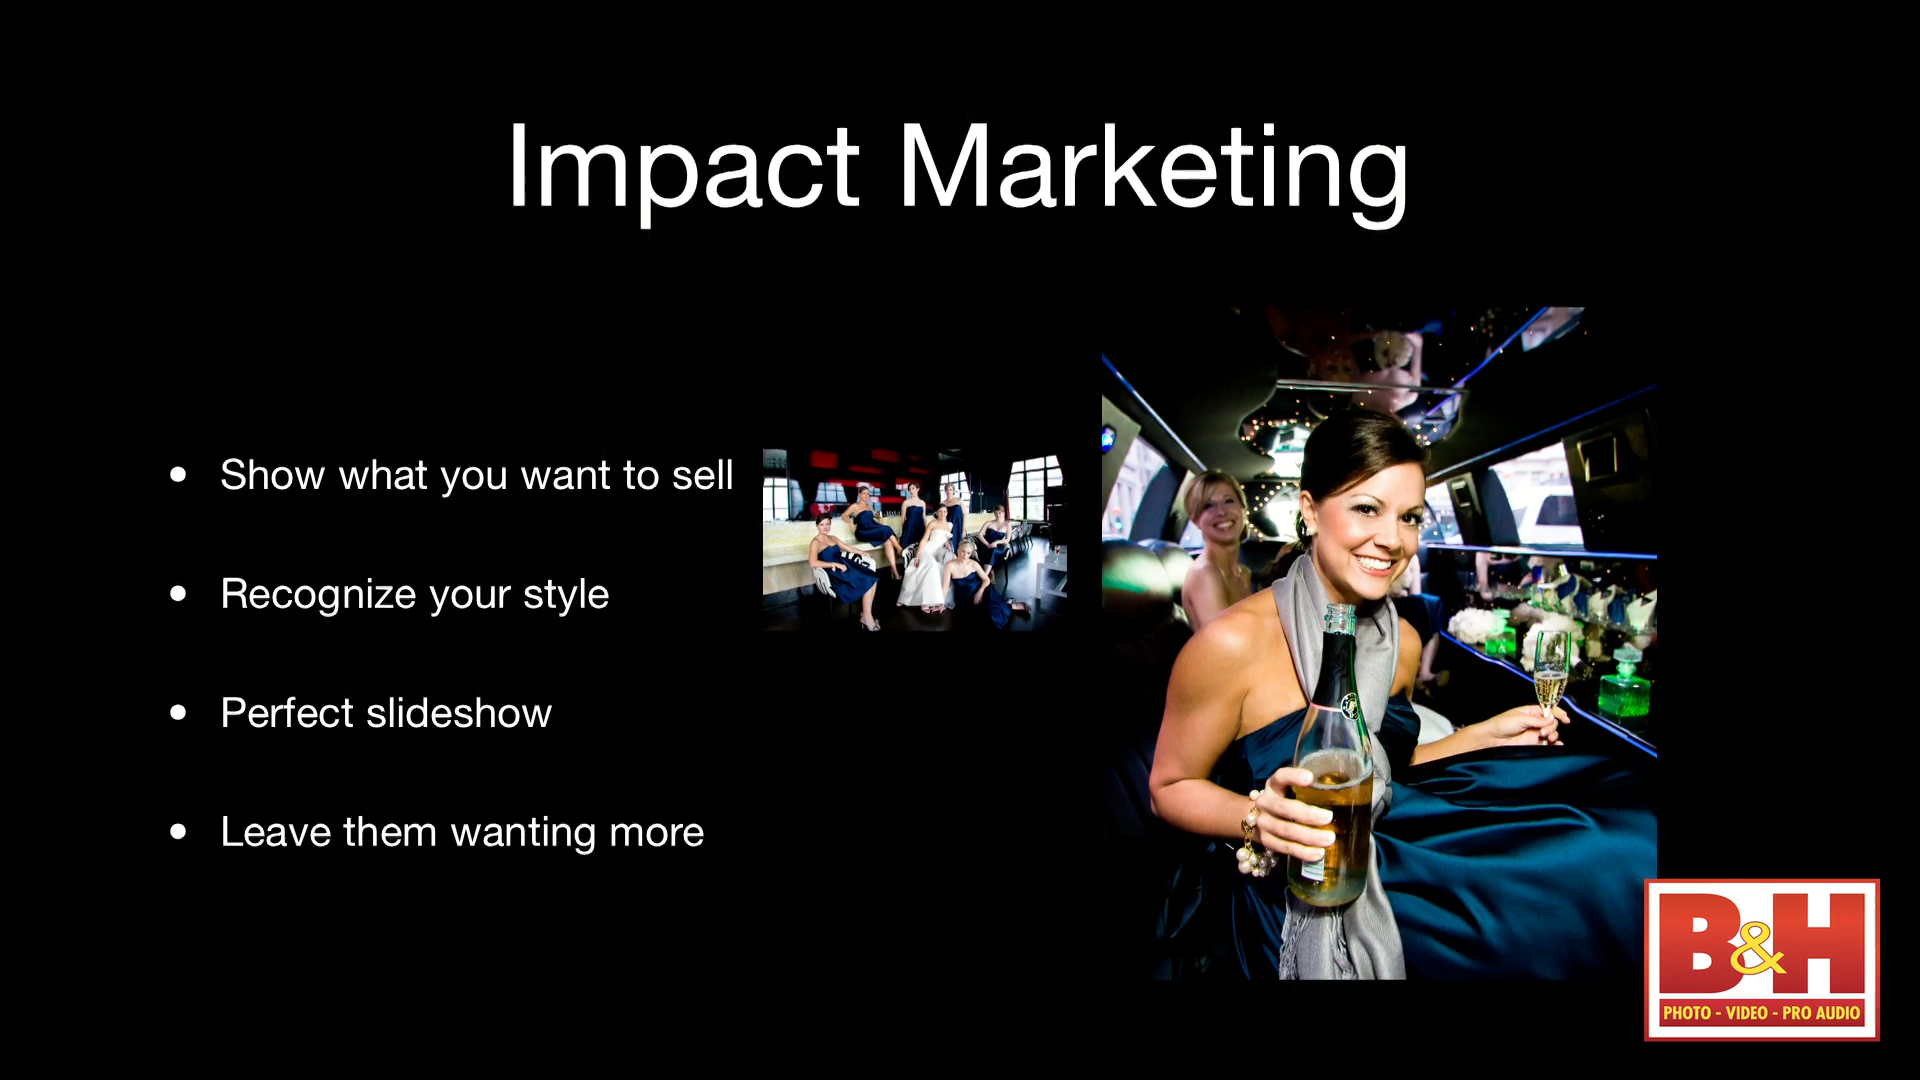 Impact Marketing
• Show what you want to sell
• Recognize your style
• Perfect slideshow
• Leave them wanting more
B&H
PHOTO - VIDEO - PRO AUDIO